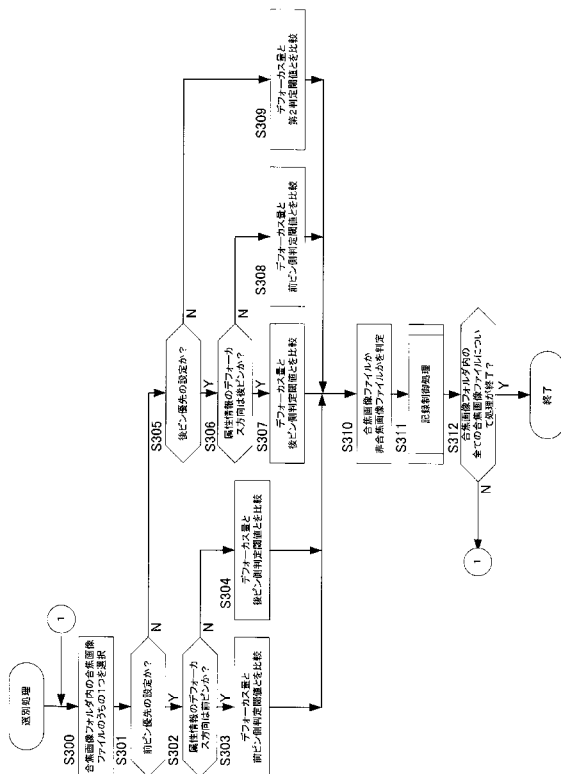 選別処理
1
S300
合焦画像フォルダ内の合焦画像
ファイルのうちの1つを選択
S301
前ピン優先の設定か?
N
Y
S302
属性情報のデフォーカ
ス方向は前ピンか?
N
Y
S303
デフォーカス量と
前ピン側判定閾値とを比較
S304
デフォーカス量と
後ピン側判定閾値とを比較
S305
後ピン優先の設定か?
N
Y
S306
属性情報のデフォーカ
ス方向は後ピンか?
N
Y
S307
デフォーカス量と
後ピン側判定閾値とを比較
S308
デフォーカス量と
前ピン側判定閾値とを比較
S309
デフォーカス量と
第2判定閾値とを比較
S310
合焦画像ファイルか
非合焦画像ファイルかを判定
S311
記録制御処理
S312
合焦画像フォルダ内の
全ての合焦画像ファイルについ
て処理が終了?
N
Y
1
終了